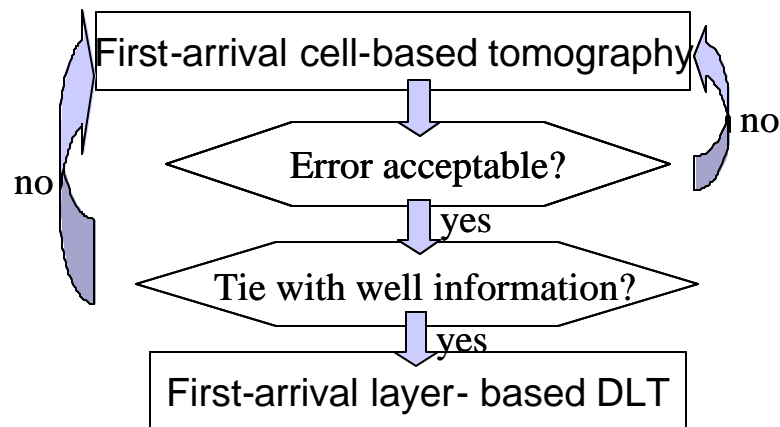 First-arrival cell-based tomography
no
Error acceptable?
no
yes
Tie with well information?
yes
First-arrival layer- based DLT